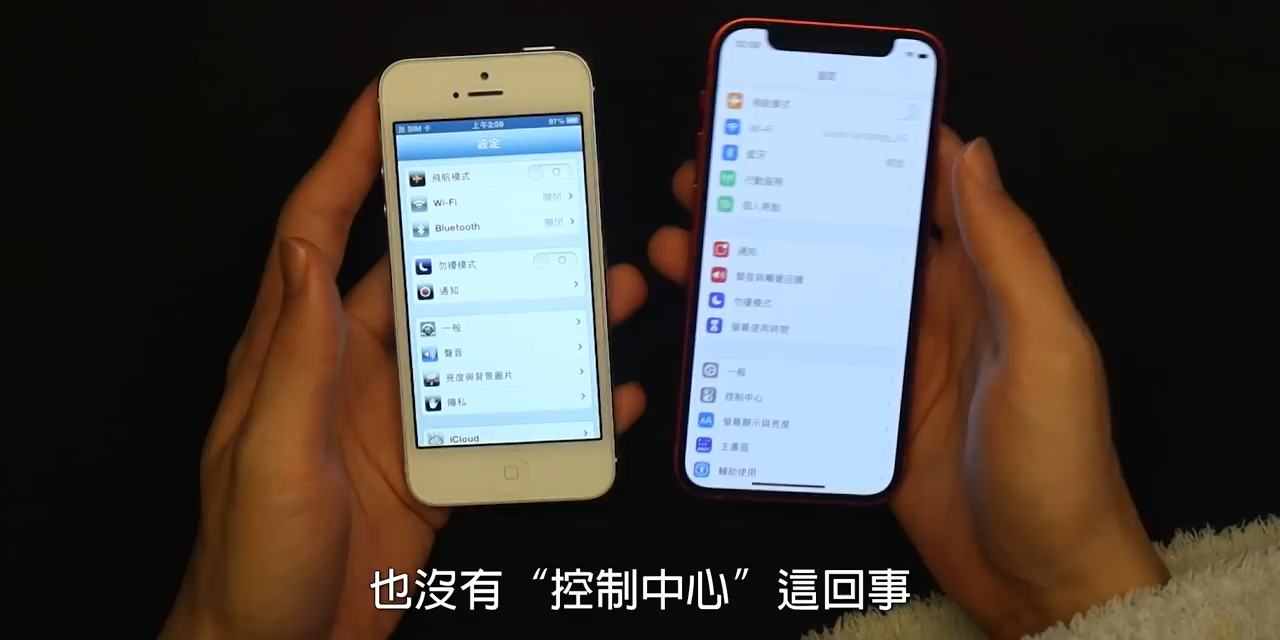 無 SIM 卡 上午2:59 97%
設定
飛航模式
Wi-Fi 關閉
Bluetooth 關閉
勿擾模式
通知
一般
聲音
亮度與背景圖片
隱私
iCloud
設定
飛航模式
Wi-Fi
藍牙
行動服務
個人熱點
通知
聲音與觸覺回饋
勿擾模式
螢幕使用時間
一般
控制中心
AA 螢幕顯示與亮度
主畫面
輔助使用
也沒有“控制中心”這回事